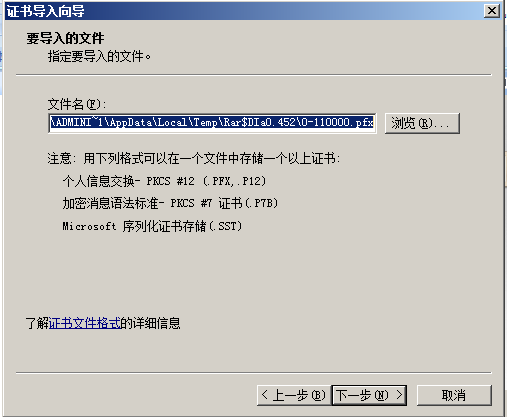 证书导入向导
要导入的文件
指定要导入的文件。
文件名(F):
\ADMINI~1\AppData\Local\Temp\Rar$DIa0.452\0-110000.pfx
浏览(R)...
注意: 用下列格式可以在一个文件中存储一个以上证书:
个人信息交换- PKCS #12 (.PFX,.P12)
加密消息语法标准- PKCS #7 证书(.P7B)
Microsoft 序列化证书存储(.SST)
了解证书文件格式的详细信息
< 上一步(B) 下一步(N) > 取消